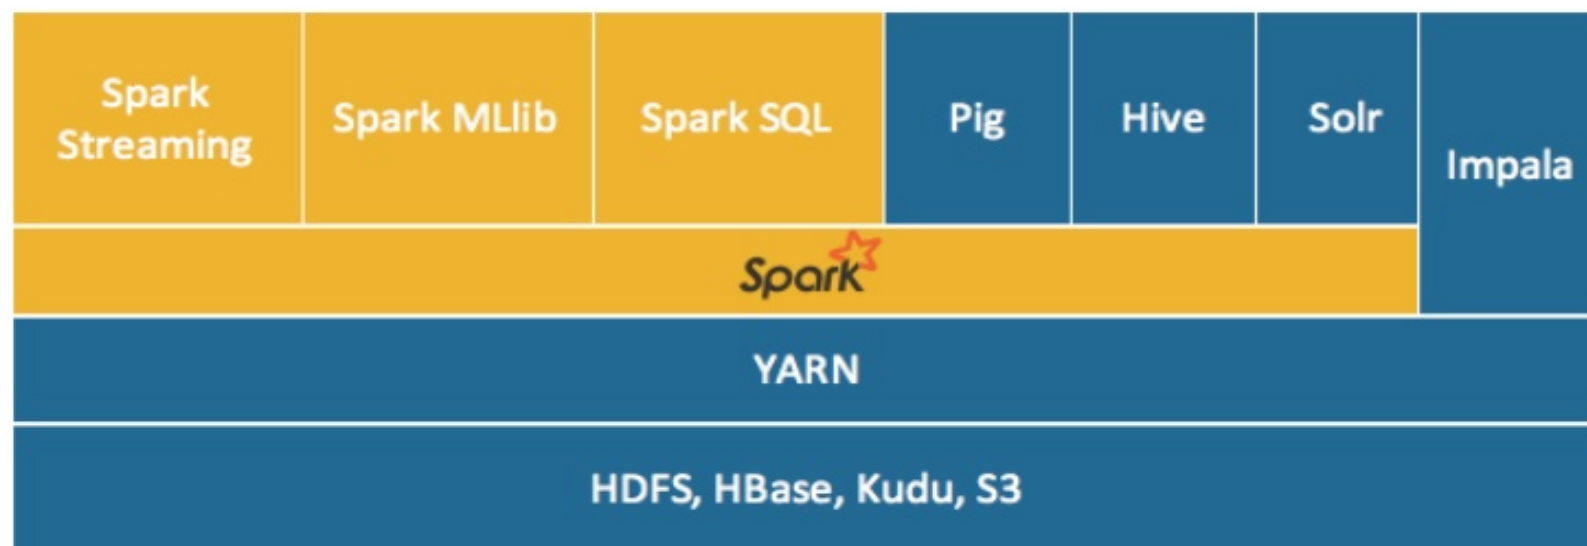 Spark
Streaming
Spark MLlib
Spark SQL
Pig
Hive
Solr
Impala
Spark
YARN
HDFS, HBase, Kudu, S3